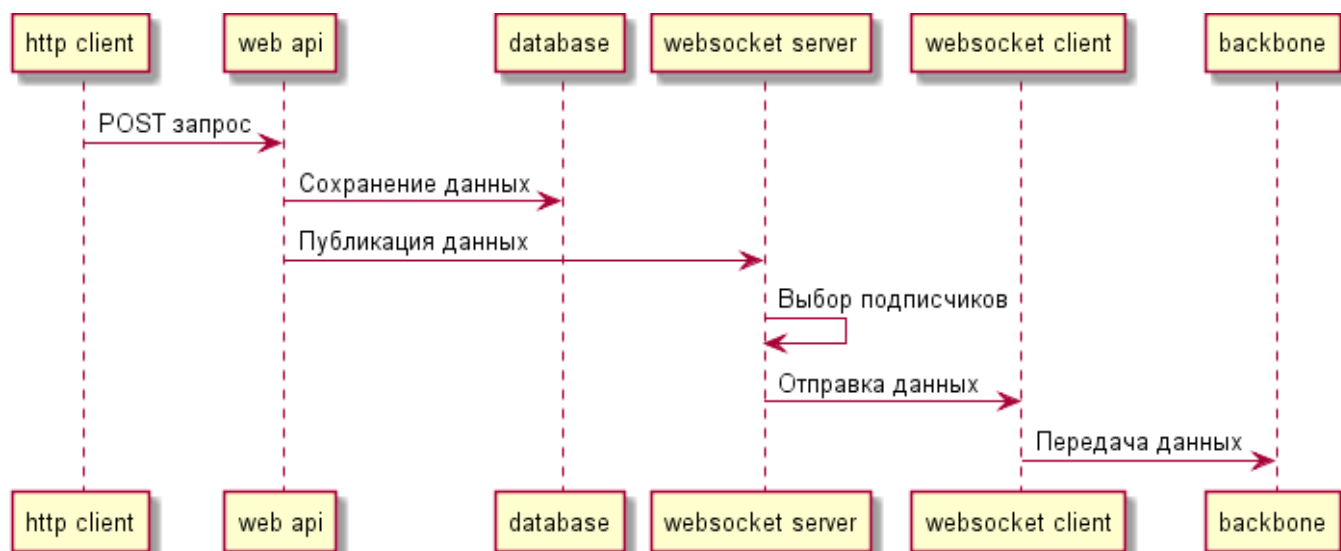 http client web api database websocket server websocket client backbone
POST запрос
Сохранение данных
Публикация данных
Выбор подписчиков
Отправка данных
Передача данных
http client web api database websocket server websocket client backbone